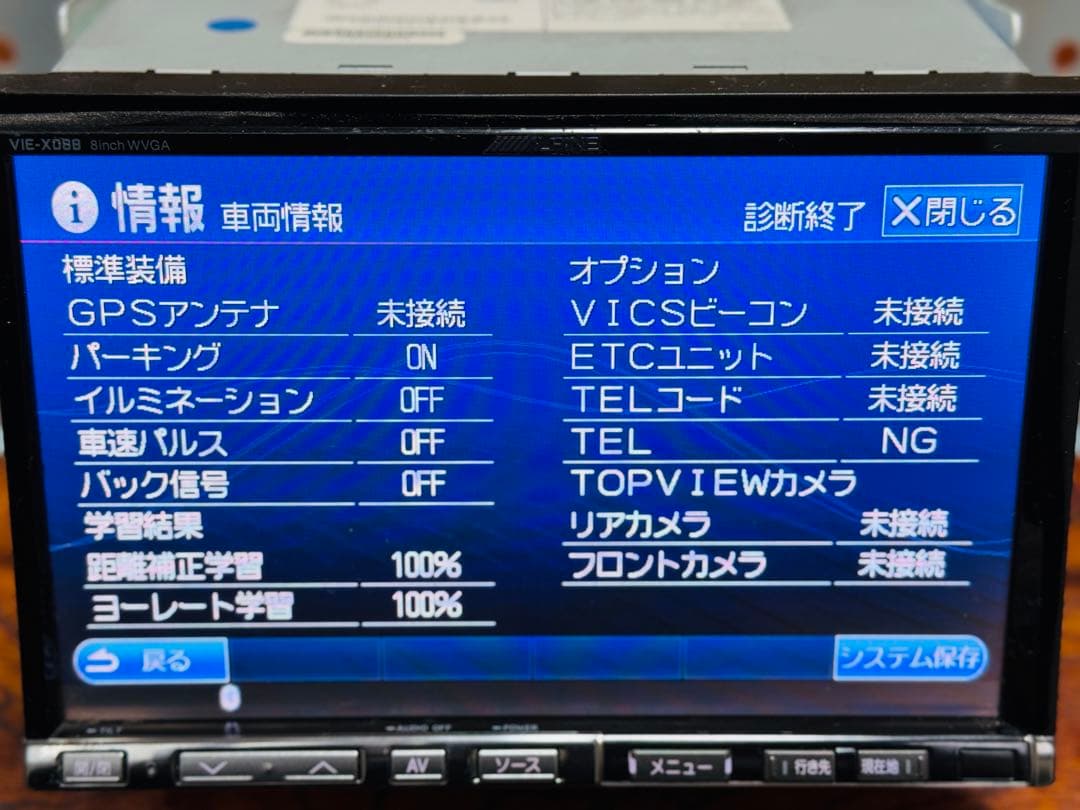 VIE-X088 8inch WVGA
ALPINE
i 情報 車両情報 診断終了 ×閉じる
標準装備 オプション
GPSアンテナ 未接続 VICSビーコン 未接続
パーキング ON ETCユニット 未接続
イルミネーション OFF TELコード 未接続
車速パルス OFF TEL NG
バック信号 OFF TOPVIEWカメラ
学習結果 リアカメラ 未接続
距離補正学習 100% フロントカメラ 未接続
ヨーレート学習 100%
戻る システム保存
TILT AUDIO OFF POWER
開/閉 AV ソース メニュー 行き先 現在地